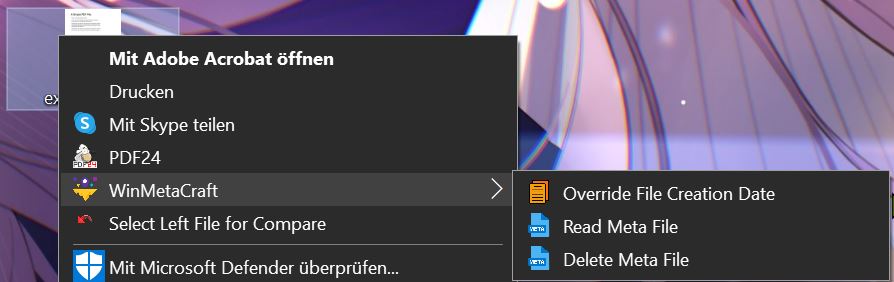 ex
Mit Adobe Acrobat öffnen
Drucken
Mit Skype teilen
PDF24
WinMetaCraft
Select Left File for Compare
Mit Microsoft Defender überprüfen...
Override File Creation Date
Read Meta File
Delete Meta File